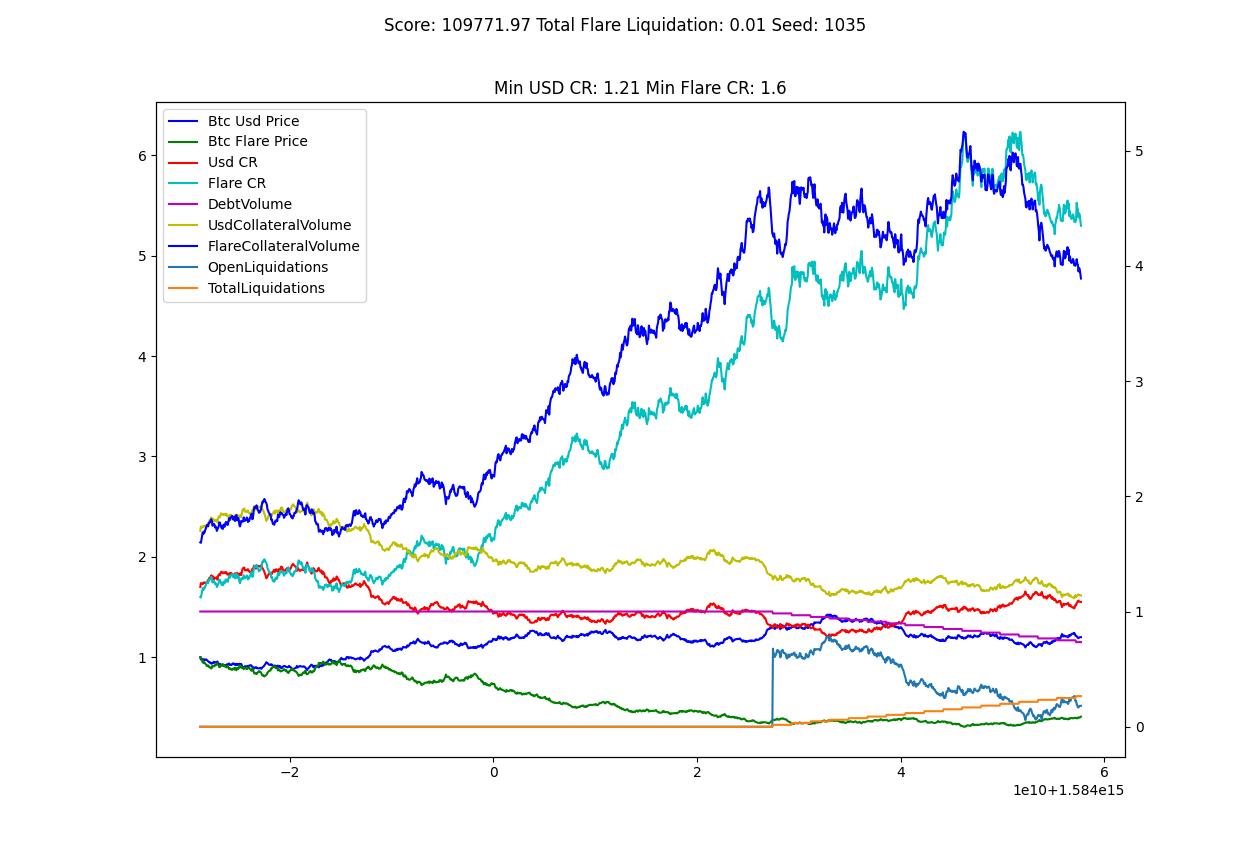 Score: 109771.97 Total Flare Liquidation: 0.01 Seed: 1035
Min USD CR: 1.21 Min Flare CR: 1.6
Btc Usd Price
Btc Flare Price
Usd CR
Flare CR
DebtVolume
UsdCollateralVolume
FlareCollateralVolume
OpenLiquidations
TotalLiquidations
6
5
4
3
2
1
5
4
3
2
1
0
−2
0
2
4
6
1e10+1.584e15